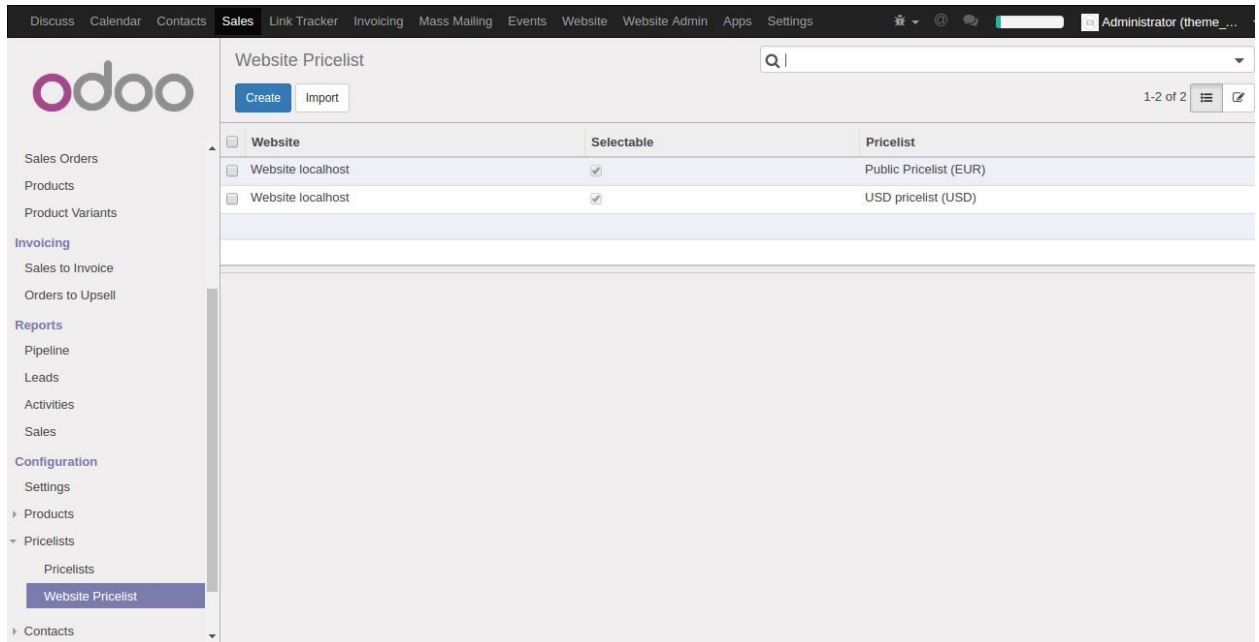 Discuss Calendar Contacts Sales Link Tracker Invoicing Mass Mailing Events Website Website Admin Apps Settings @ Administrator (theme_...
odoo
Website Pricelist
Create Import 1-2 of 2
Website Selectable Pricelist
Website localhost Public Pricelist (EUR)
Website localhost USD pricelist (USD)
Sales Orders
Products
Product Variants
Invoicing
Sales to Invoice
Orders to Upsell
Reports
Pipeline
Leads
Activities
Sales
Configuration
Settings
Products
Pricelists
Pricelists
Website Pricelist
Contacts